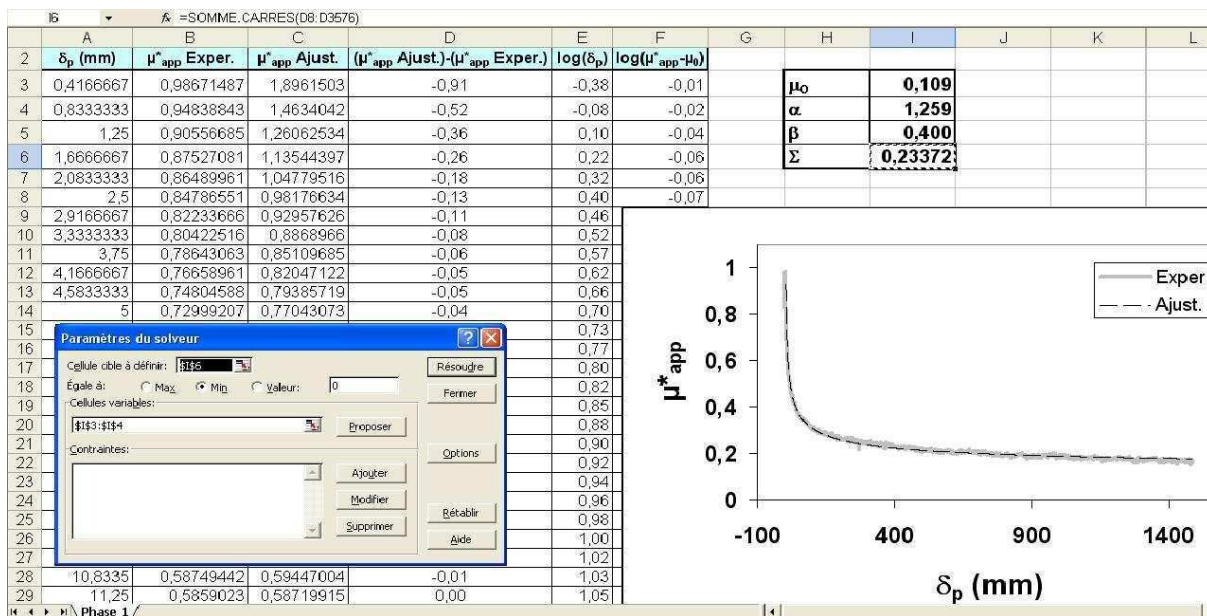 I6 fx =SOMME.CARRES(D8:D3576)
A B C D E F G H I J K L
2 δp (mm) μ*app Exper. μ*app Ajust. (μ*app Ajust.)-(μ*app Exper.) log(δp) log(μ*app-μ0)
3 0,4166667 0,98671487 1,8961503 -0,91 -0,38 -0,01 μO 0,109
4 0,8333333 0,94838843 1,4634042 -0,52 -0,08 -0,02 α 1,259
5 1,25 0,90556685 1,26062534 -0,36 0,10 -0,04 β 0,400
6 1,6666667 0,87527081 1,13544397 -0,26 0,22 -0,06 Σ 0,23372
7 2,0833333 0,86489961 1,04779516 -0,18 0,32 -0,06
8 2,5 0,84786551 0,98176634 -0,13 0,40 -0,07
9 2,9166667 0,82233666 0,92957626 -0,11 0,46
10 3,3333333 0,80422516 0,8868966 -0,08 0,52
11 3,75 0,78643063 0,85109685 -0,06 0,57
12 4,1666667 0,76658961 0,82047122 -0,05 0,62
13 4,5833333 0,74804588 0,79385719 -0,05 0,66
14 5 0,72999207 0,77043073 -0,04 0,70
15 0,73
16 0,77
17 0,80
18 0,82
19 0,85
20 0,88
21 0,90
22 0,92
23 0,94
24 0,96
25 0,98
26 1,00
27 1,02
28 10,8335 0,58749442 0,59447004 -0,01 1,03
29 11,25 0,5859023 0,58719915 0,00 1,05
Paramètres du solveur
Cellule cible à définir: $I$6
Résoudre
Égale à: Max Min Valeur: 0
Fermer
Cellules variables:
$I$3:$I$4
Proposer
Contraintes:
Options
Ajouter
Modifier
Rétablir
Supprimer
Aide
Exper
Ajust.
1
0,8
0,6
0,4
0,2
0
μ*app
-100 400 900 1400
δp (mm)
Phase 1